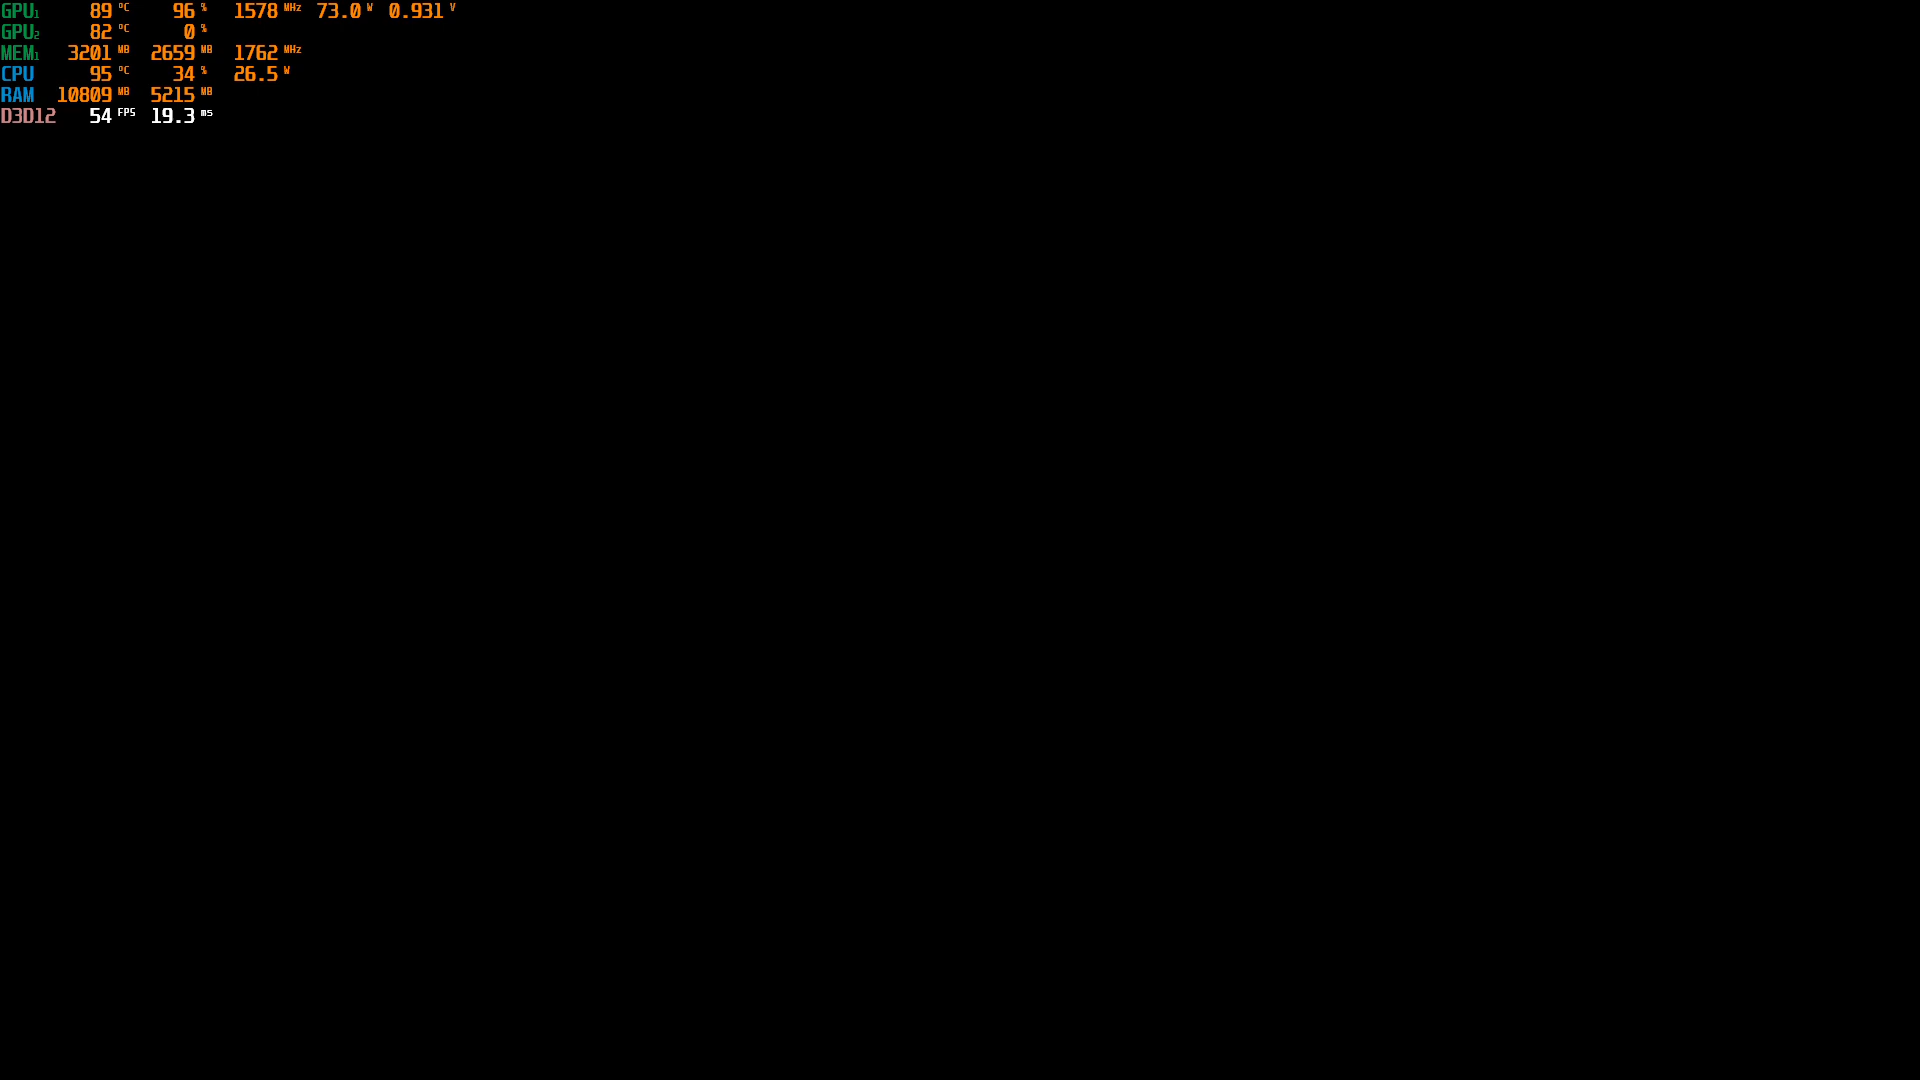 GPU1 89 °C 96 % 1578 MHz 73.0 W 0.931 V
GPU2 82 °C 0 %
MEM1 3201 MB 2659 MB 1762 MHz
CPU 95 °C 34 % 26.5 W
RAM 10809 MB 5215 MB
D3D12 54 FPS 19.3 ms